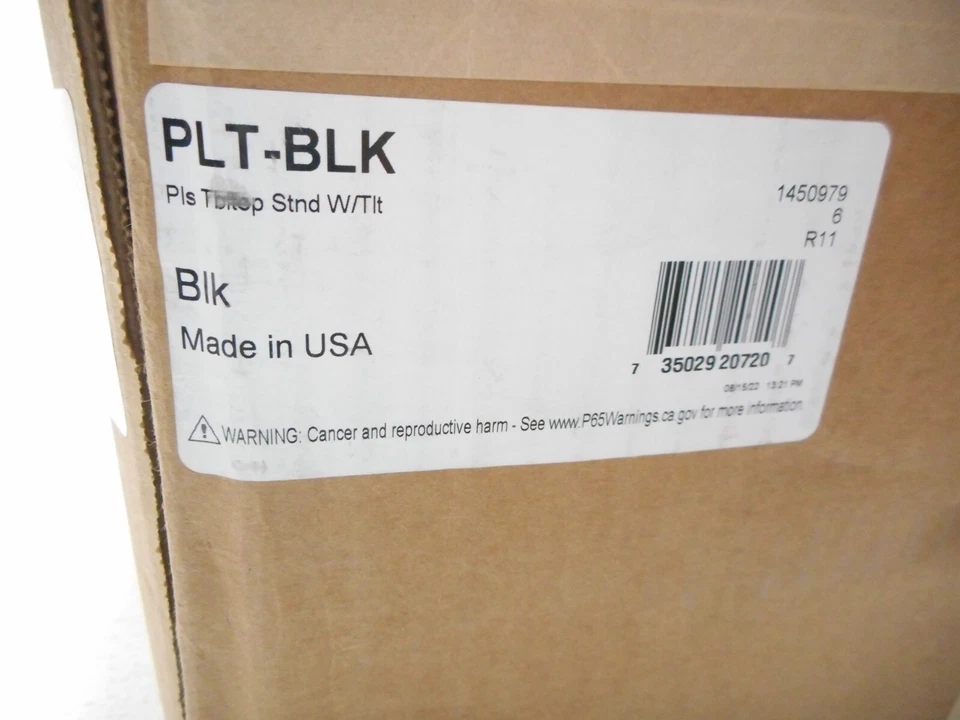 PLT-BLK
Pls Tbltop Stnd W/Tlt
1450979
6
R11
Blk
Made in USA
7 35029 20720 7
08/15/22 13:21 PM
WARNING: Cancer and reproductive harm - See www.P65Warnings.ca.gov for more information